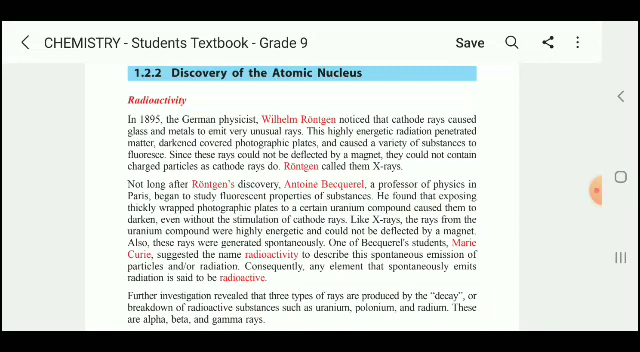 CHEMISTRY - Students Textbook - Grade 9
Save
1.2.2 Discovery of the Atomic Nucleus
Radioactivity
In 1895, the German physicist, Wilhelm Röntgen noticed that cathode rays caused
glass and metals to emit very unusual rays. This highly energetic radiation penetrated
matter, darkened covered photographic plates, and caused a variety of substances to
fluoresce. Since these rays could not be deflected by a magnet, they could not contain
charged particles as cathode rays do. Röntgen called them X-rays.
Not long after Röntgen's discovery, Antoine Becquerel, a professor of physics in
Paris, began to study fluorescent properties of substances. He found that exposing
thickly wrapped photographic plates to a certain uranium compound caused them to
darken, even without the stimulation of cathode rays. Like X-rays, the rays from the
uranium compound were highly energetic and could not be deflected by a magnet.
Also, these rays were generated spontaneously. One of Becquerel's students, Marie
Curie, suggested the name radioactivity to describe this spontaneous emission of
particles and/or radiation. Consequently, any element that spontaneously emits
radiation is said to be radioactive.
Further investigation revealed that three types of rays are produced by the "decay", or
breakdown of radioactive substances such as uranium, polonium, and radium. These
are alpha, beta, and gamma rays.